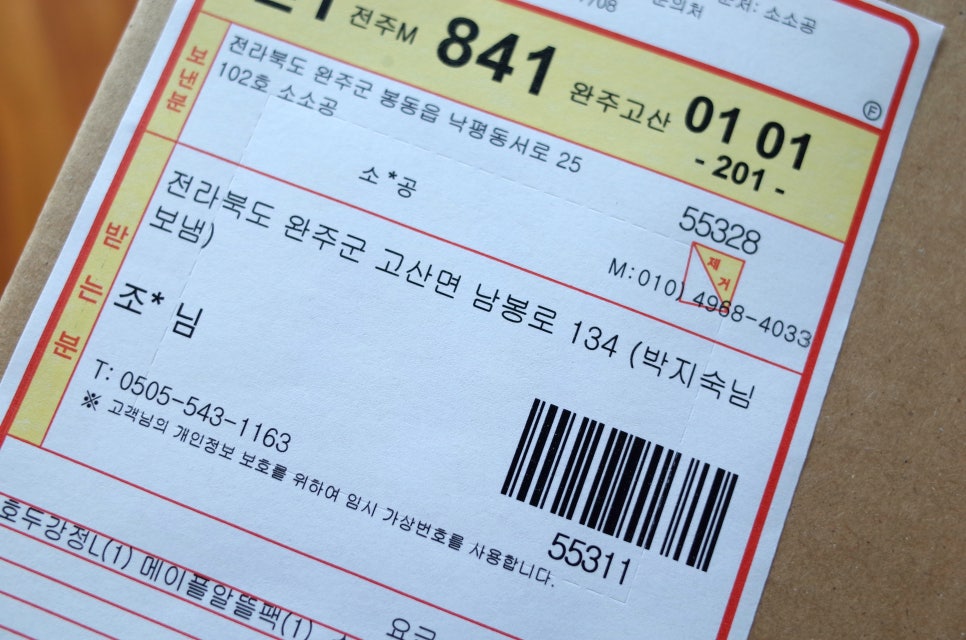 전주M 841 완주고산 01 01
- 201 -
보내는분
전라북도 완주군 봉동읍 낙평동서로 25
102호 소소공
소*공
55328
제거
M:010) 4968-4033
받는분
전라북도 완주군 고산면 남봉로 134 (박지숙님
보냄)
조* 님
T: 0505-543-1163
※ 고객님의 개인정보 보호를 위하여 임시 가상번호를 사용합니다.
55311
호두강정L(1) 메이플알뜰팩(1)